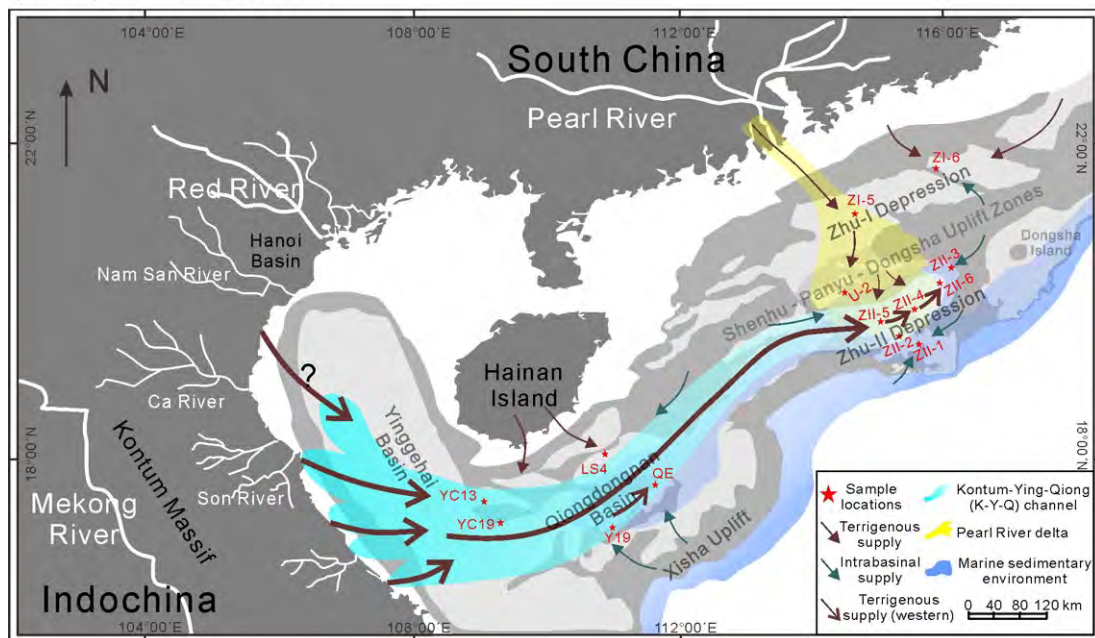 104°00'E
108°00'E
112°00'E
116°00'E
N
South China
Pearl River
22°00'N
22°00'N
Red River
Hanoi
Basin
Nam San River
ZI-6
ZI-5
Zhu-I Depression
Shenhu - Panyu - Dongsha Uplift Zones
Dongsha
Island
U-2
ZII-3
ZII-6
ZII-4
ZII-5
Zhu-II Depression
ZII-2
ZII-1
?
Hainan
Island
Ca River
Yinggehai
Basin
18°00'N
18°00'N
Kontum Massif
Son River
Mekong
River
LS4
QE
YC13
YC19
Qiongdongnan
Basin
Y19
Xisha Uplift
Indochina
Sample
locations
Terrigenous
supply
Intrabasinal
supply
Terrigenous
supply (western)
Kontum-Ying-Qiong
(K-Y-Q) channel
Pearl River delta
Marine sedimentary
environment
0 40 80 120 km
104°00'E
108°00'E
112°00'E
116°00'E